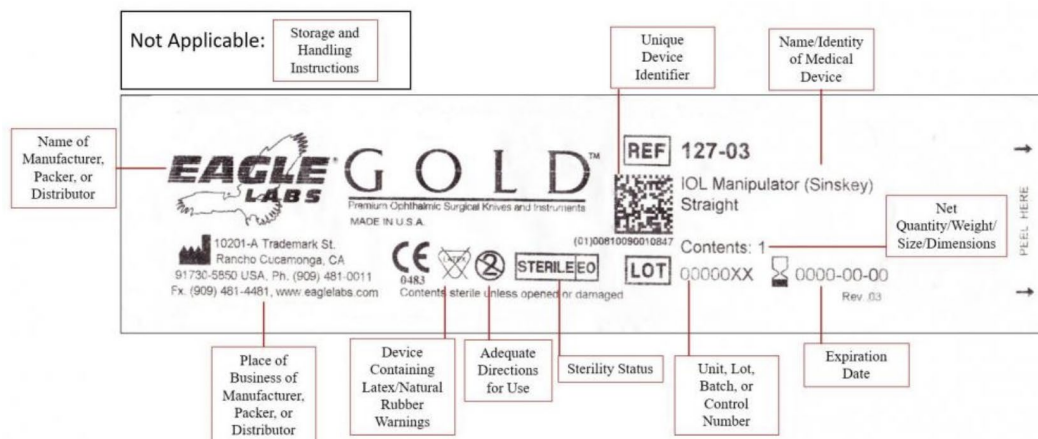 Not Applicable:
Storage and
Handling
Instructions
Unique
Device
Identifier
Name/Identity
of Medical
Device
Name of
Manufacturer,
Packer, or
Distributor
EAGLE®
LABS
GOLD™
Premium Ophthalmic Surgical Knives and Instruments
MADE IN U.S.A.
REF 127-03
IOL Manipulator (Sinskey)
Straight
(01)00810090010847
Contents: 1
Net
Quantity/Weight/
Size/Dimensions
PEEL HERE
10201-A Trademark St.
Rancho Cucamonga, CA
91730-5850 USA, Ph. (909) 481-0011
Fx. (909) 481-4481, www.eaglelabs.com
CE
0483
LATEX
2
STERILE EO
Contents sterile unless opened or damaged
LOT 00000XX 0000-00-00
Rev .03
Place of
Business of
Manufacturer,
Packer, or
Distributor
Device
Containing
Latex/Natural
Rubber
Warnings
Adequate
Directions
for Use
Sterility Status
Unit, Lot,
Batch, or
Control
Number
Expiration
Date